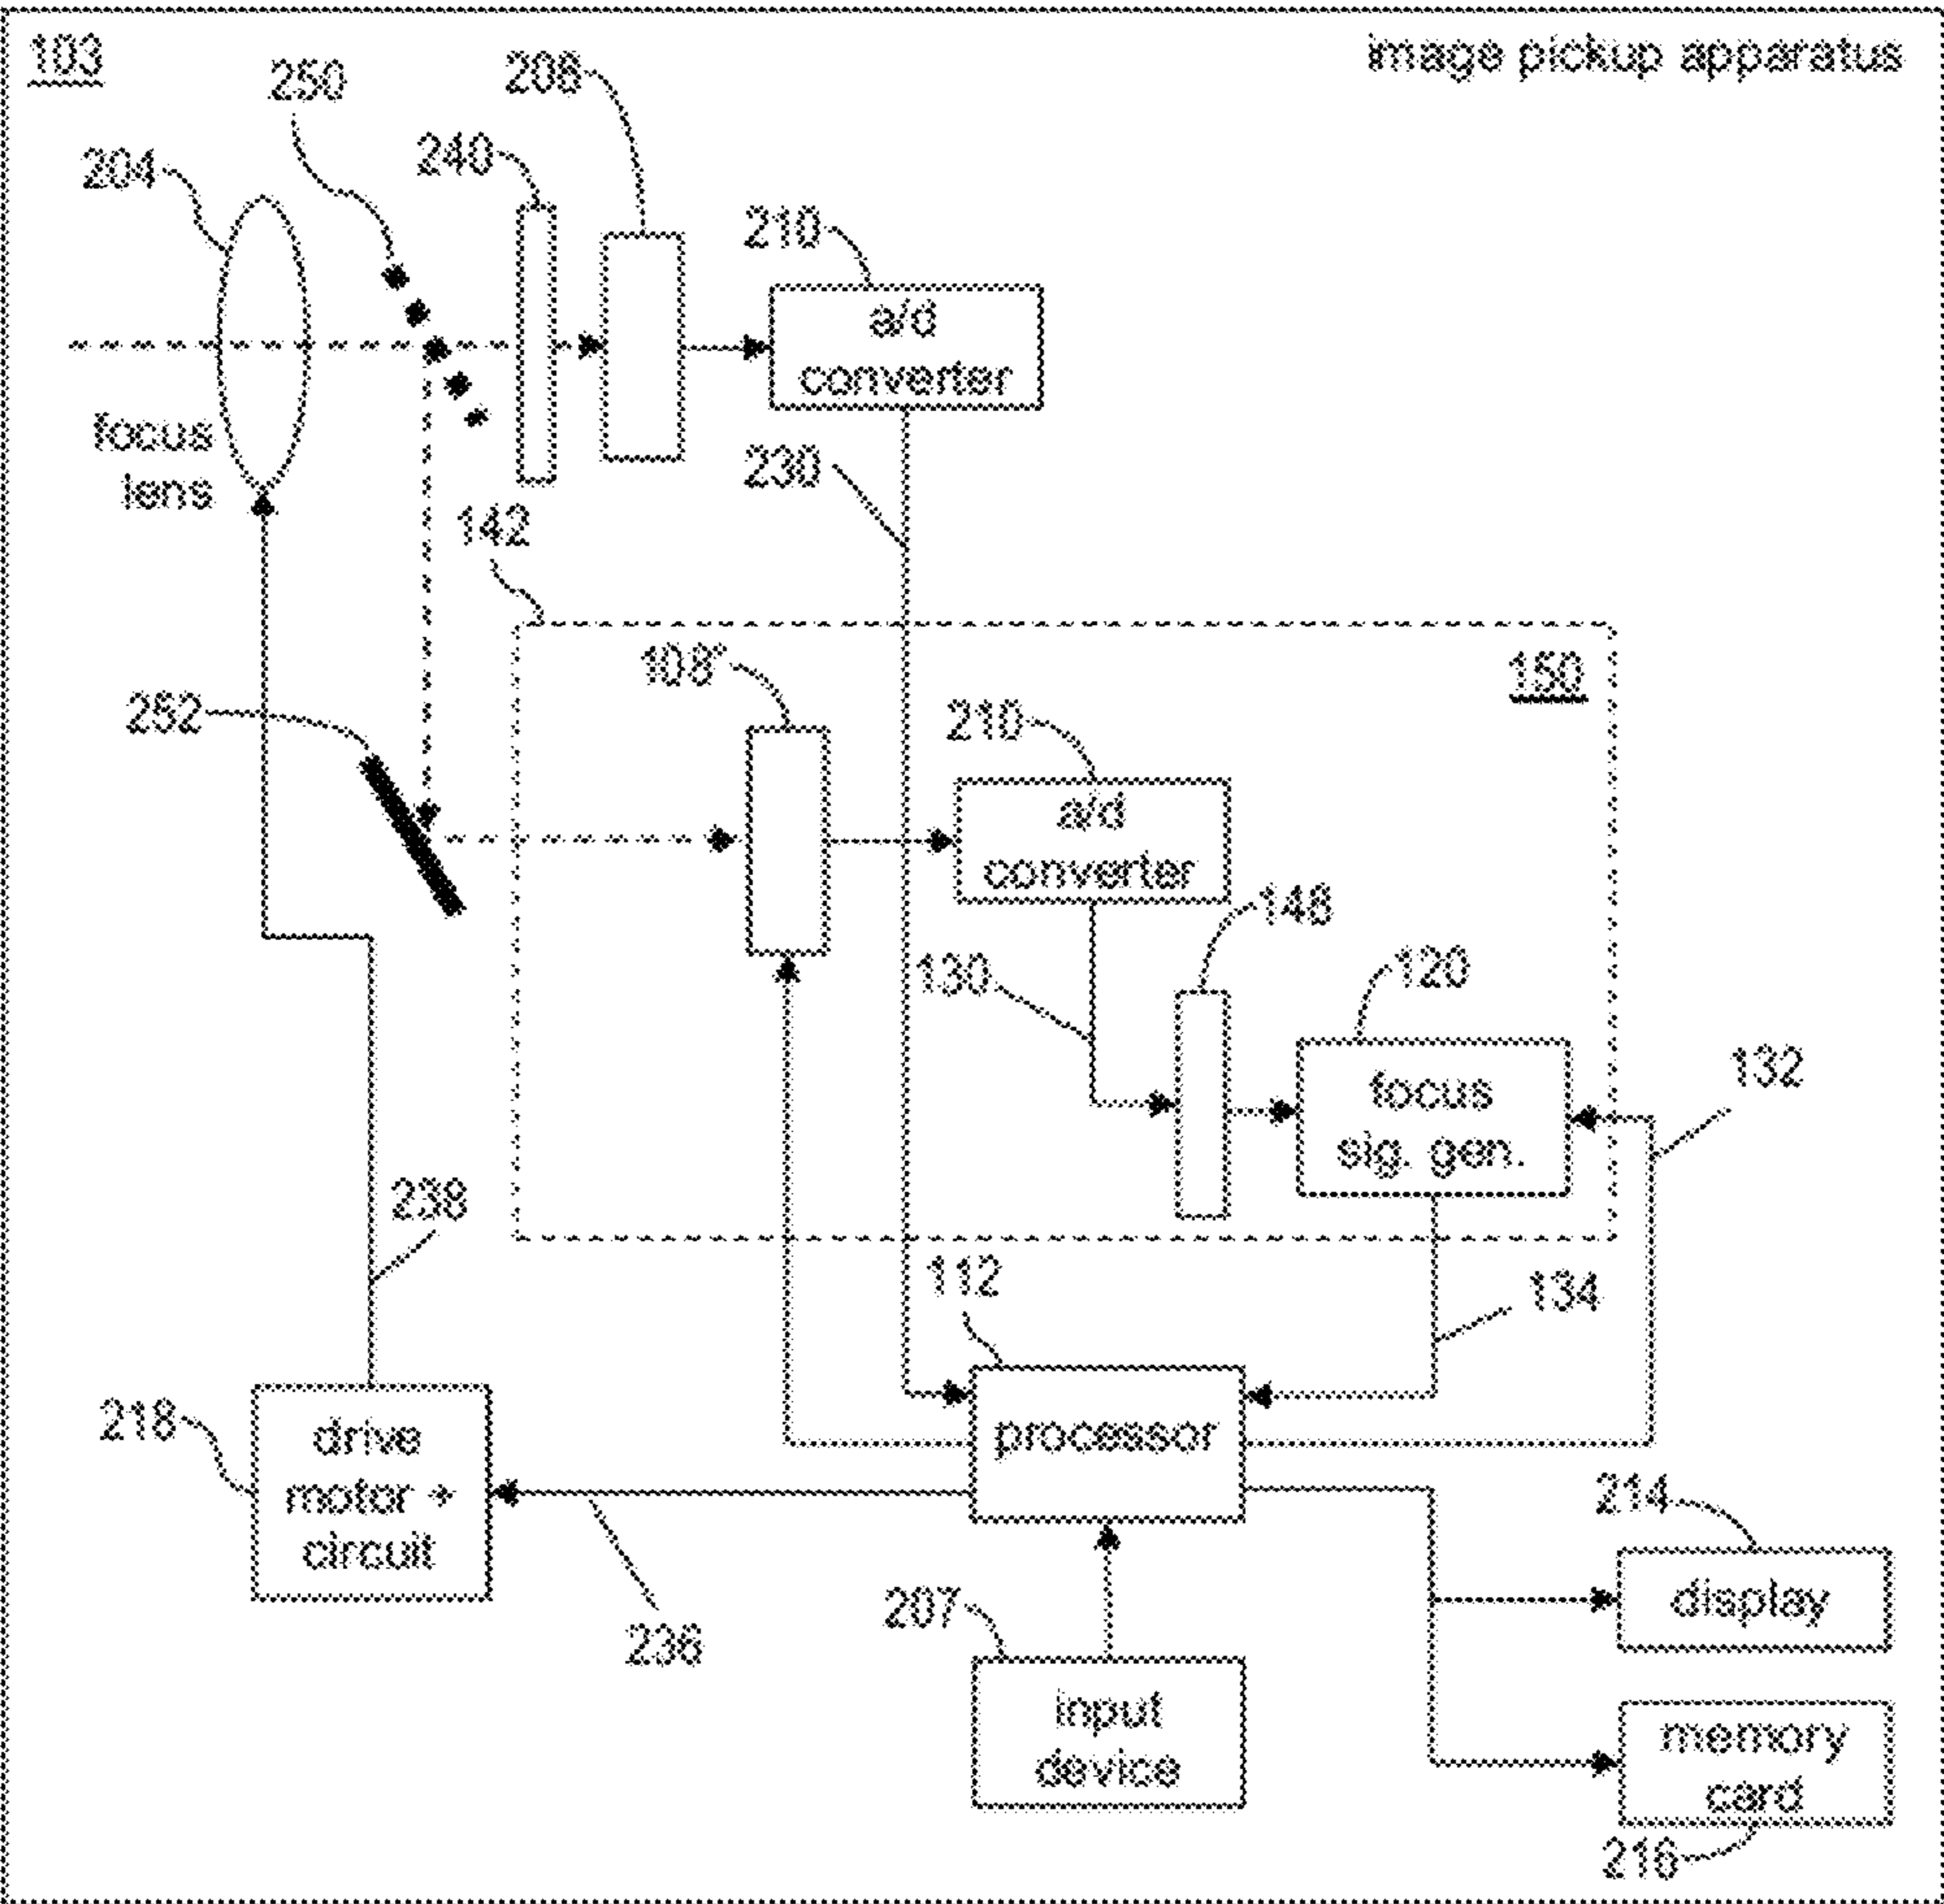 103
image pickup apparatus
250
208
204
240
210
a/d
converter
focus
lens
230
142
108"
150
252
210
a/d
converter
148
130
120
focus
sig. gen.
132
238
112
134
218
drive
motor +
circuit
processor
236
207
input
device
214
display
memory
card
216